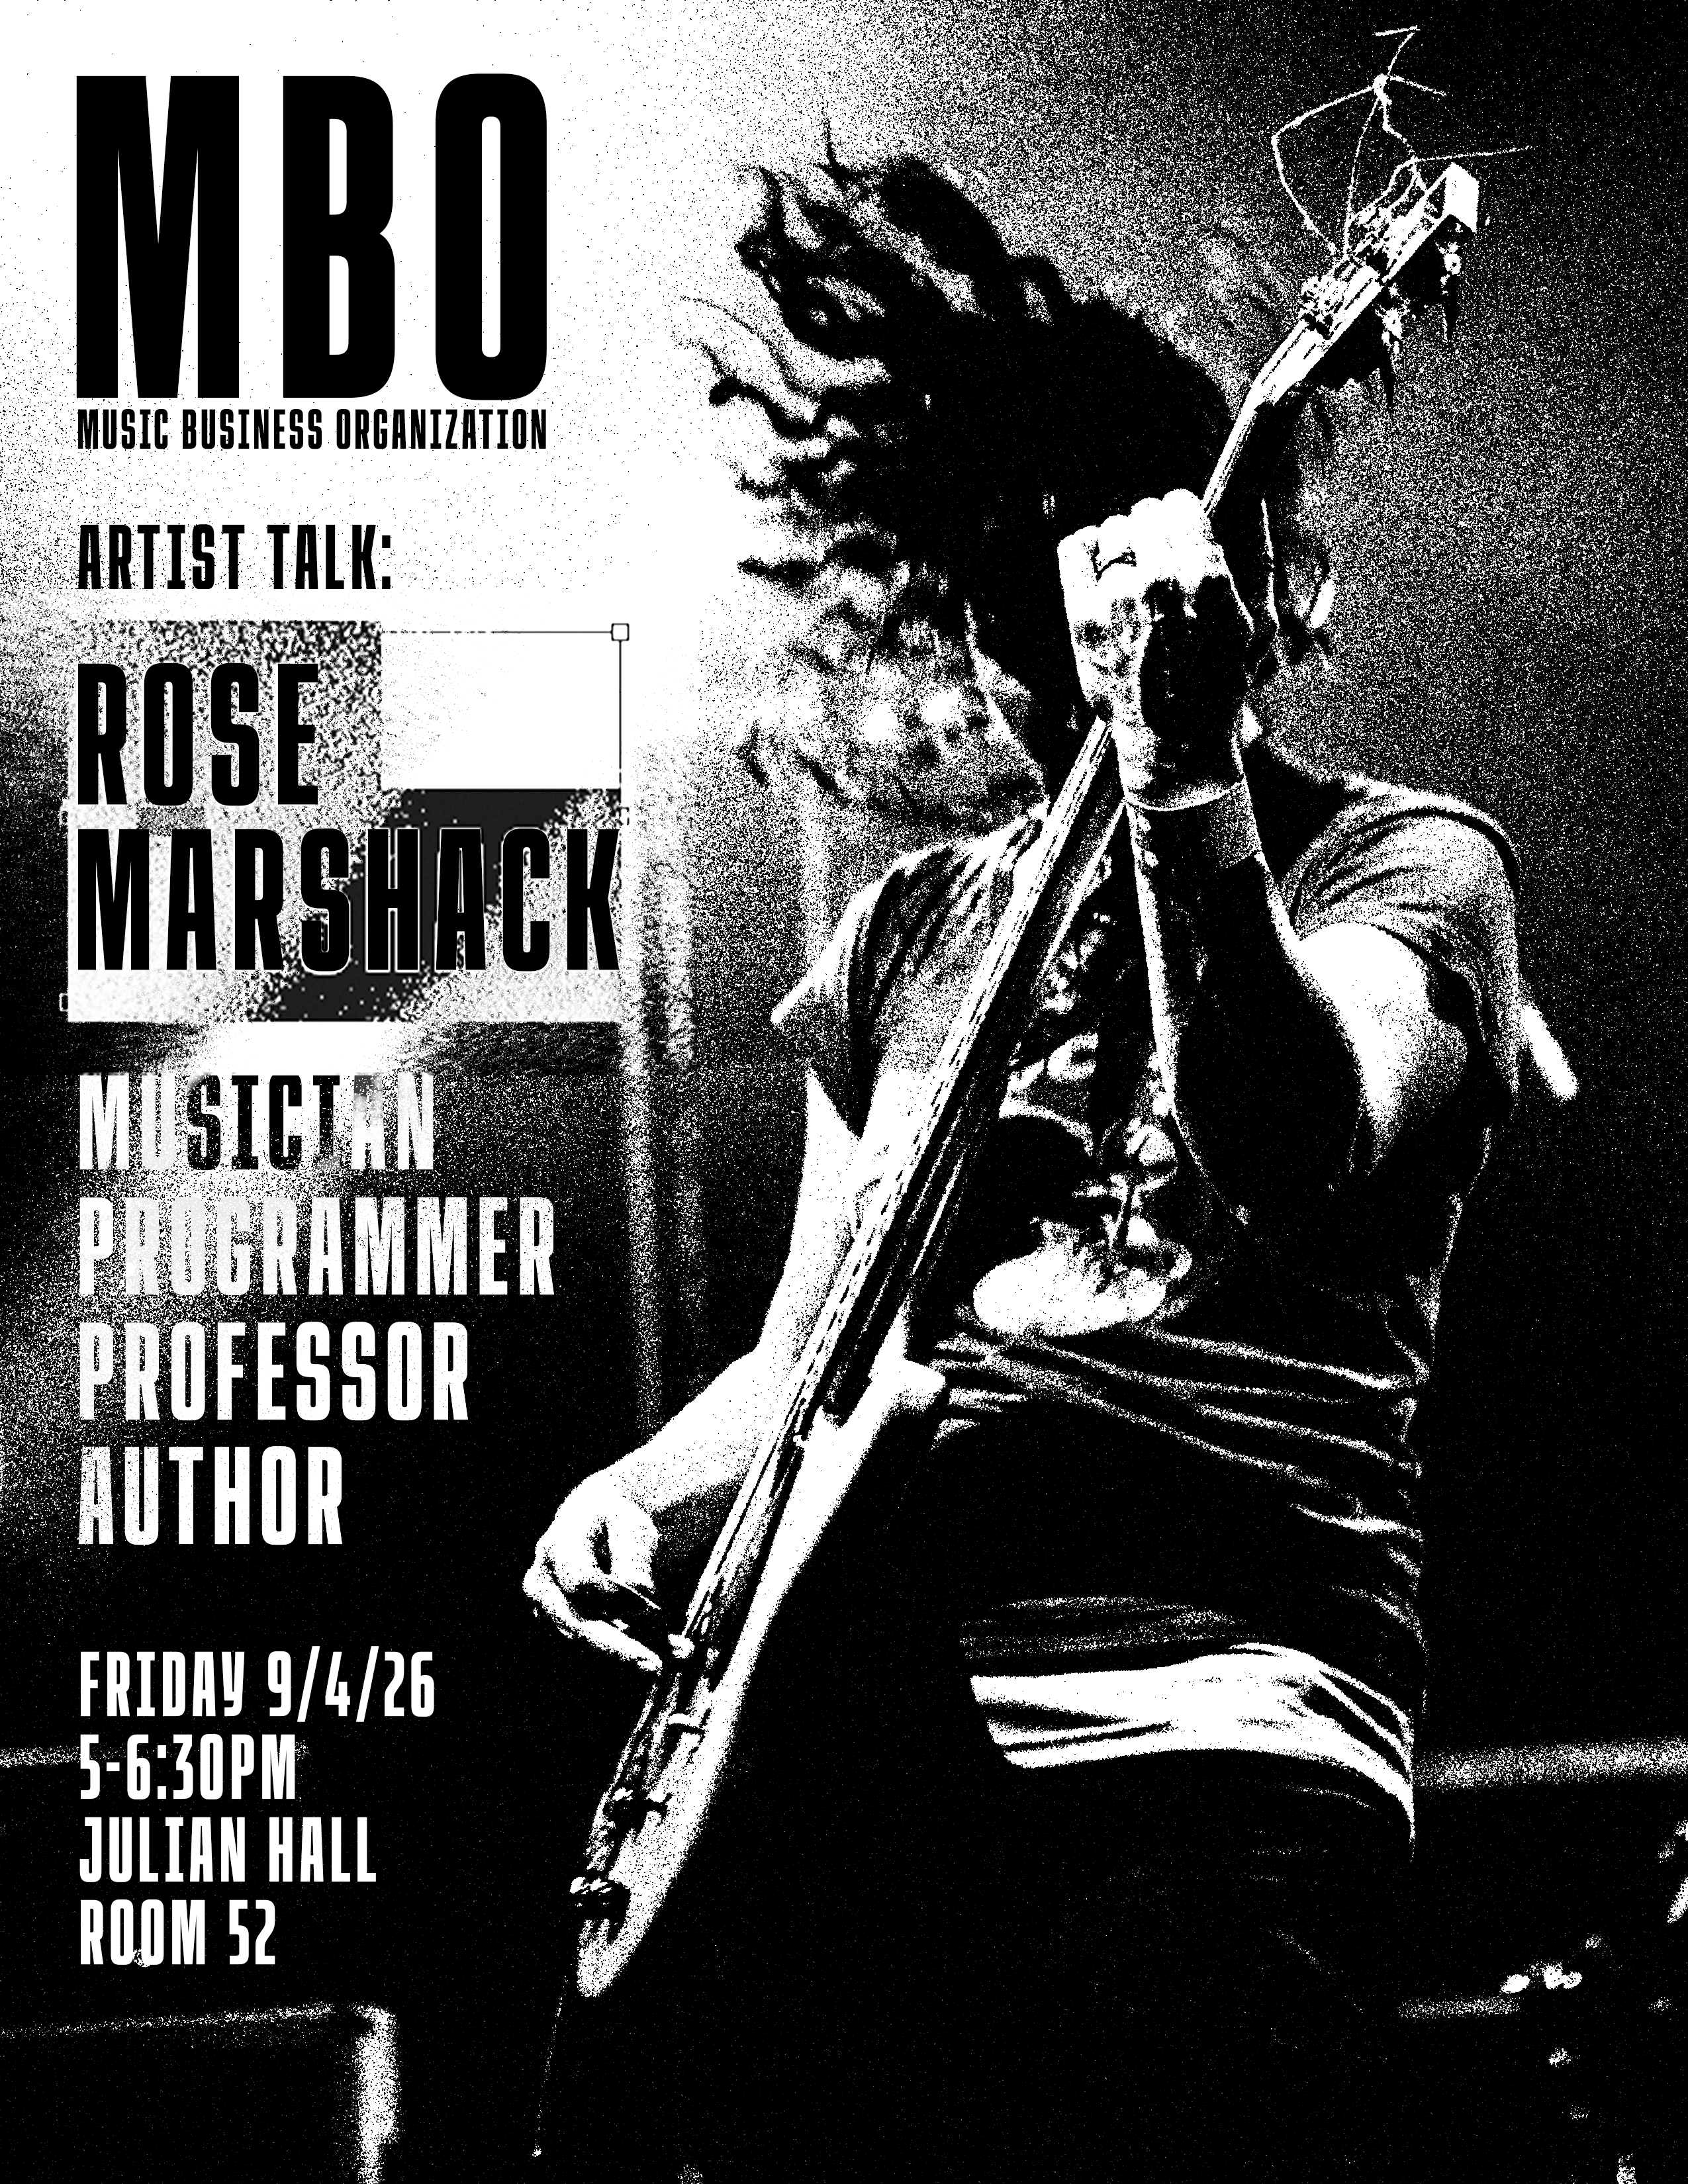 MBO
MUSIC BUSINESS ORGANIZATION
ARTIST TALK:
ROSE
MARSHACK
MUSICIAN
PROGRAMMER
PROFESSOR
AUTHOR
FRIDAY 9/4/26
5-6:30PM
JULIAN HALL
ROOM 52